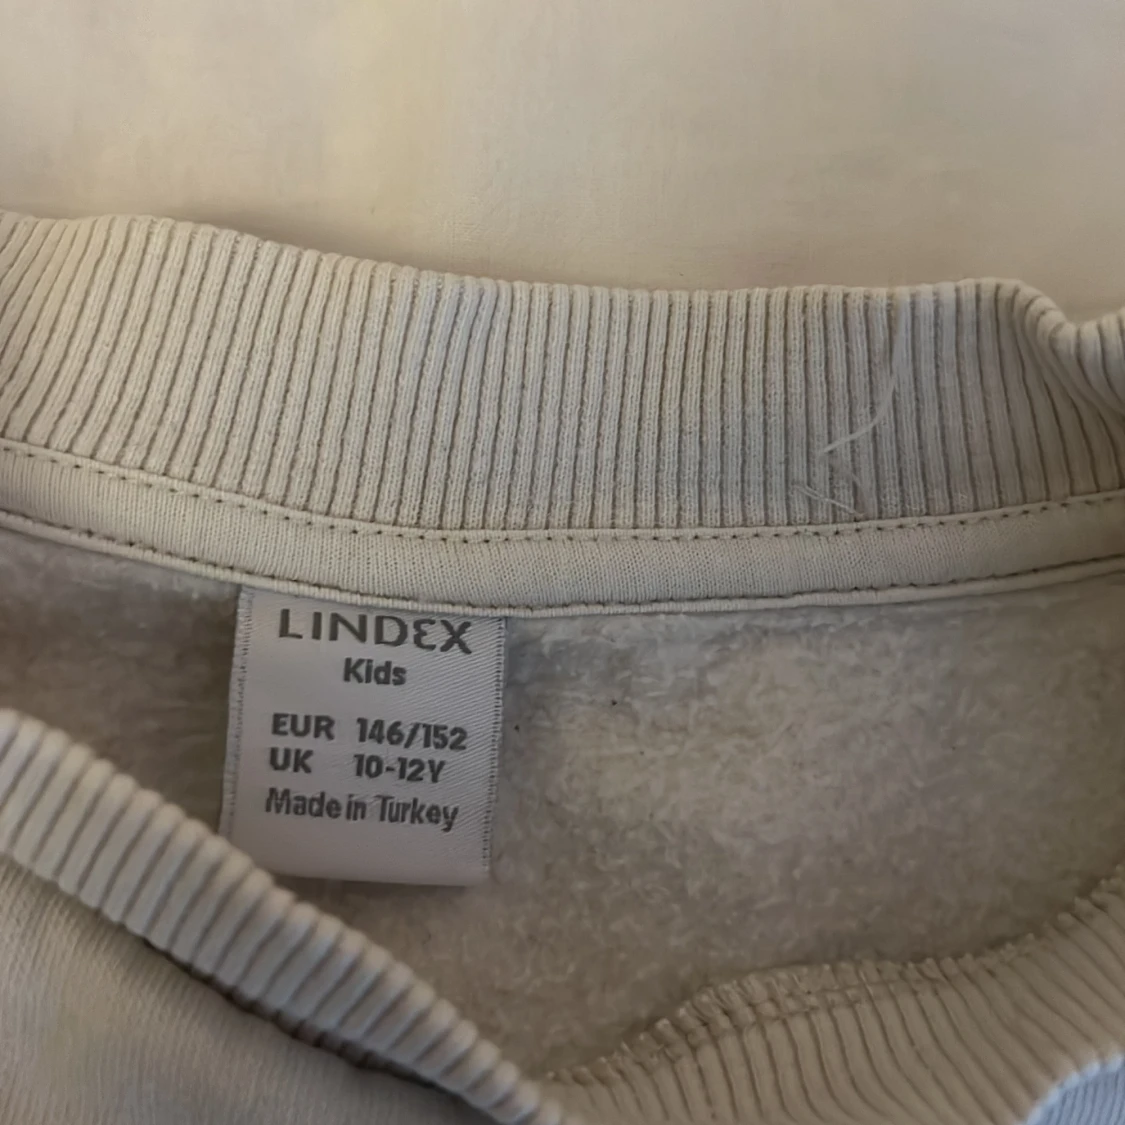 LINDEX
Kids
EUR 146/152
UK 10-12Y
Made in Turkey